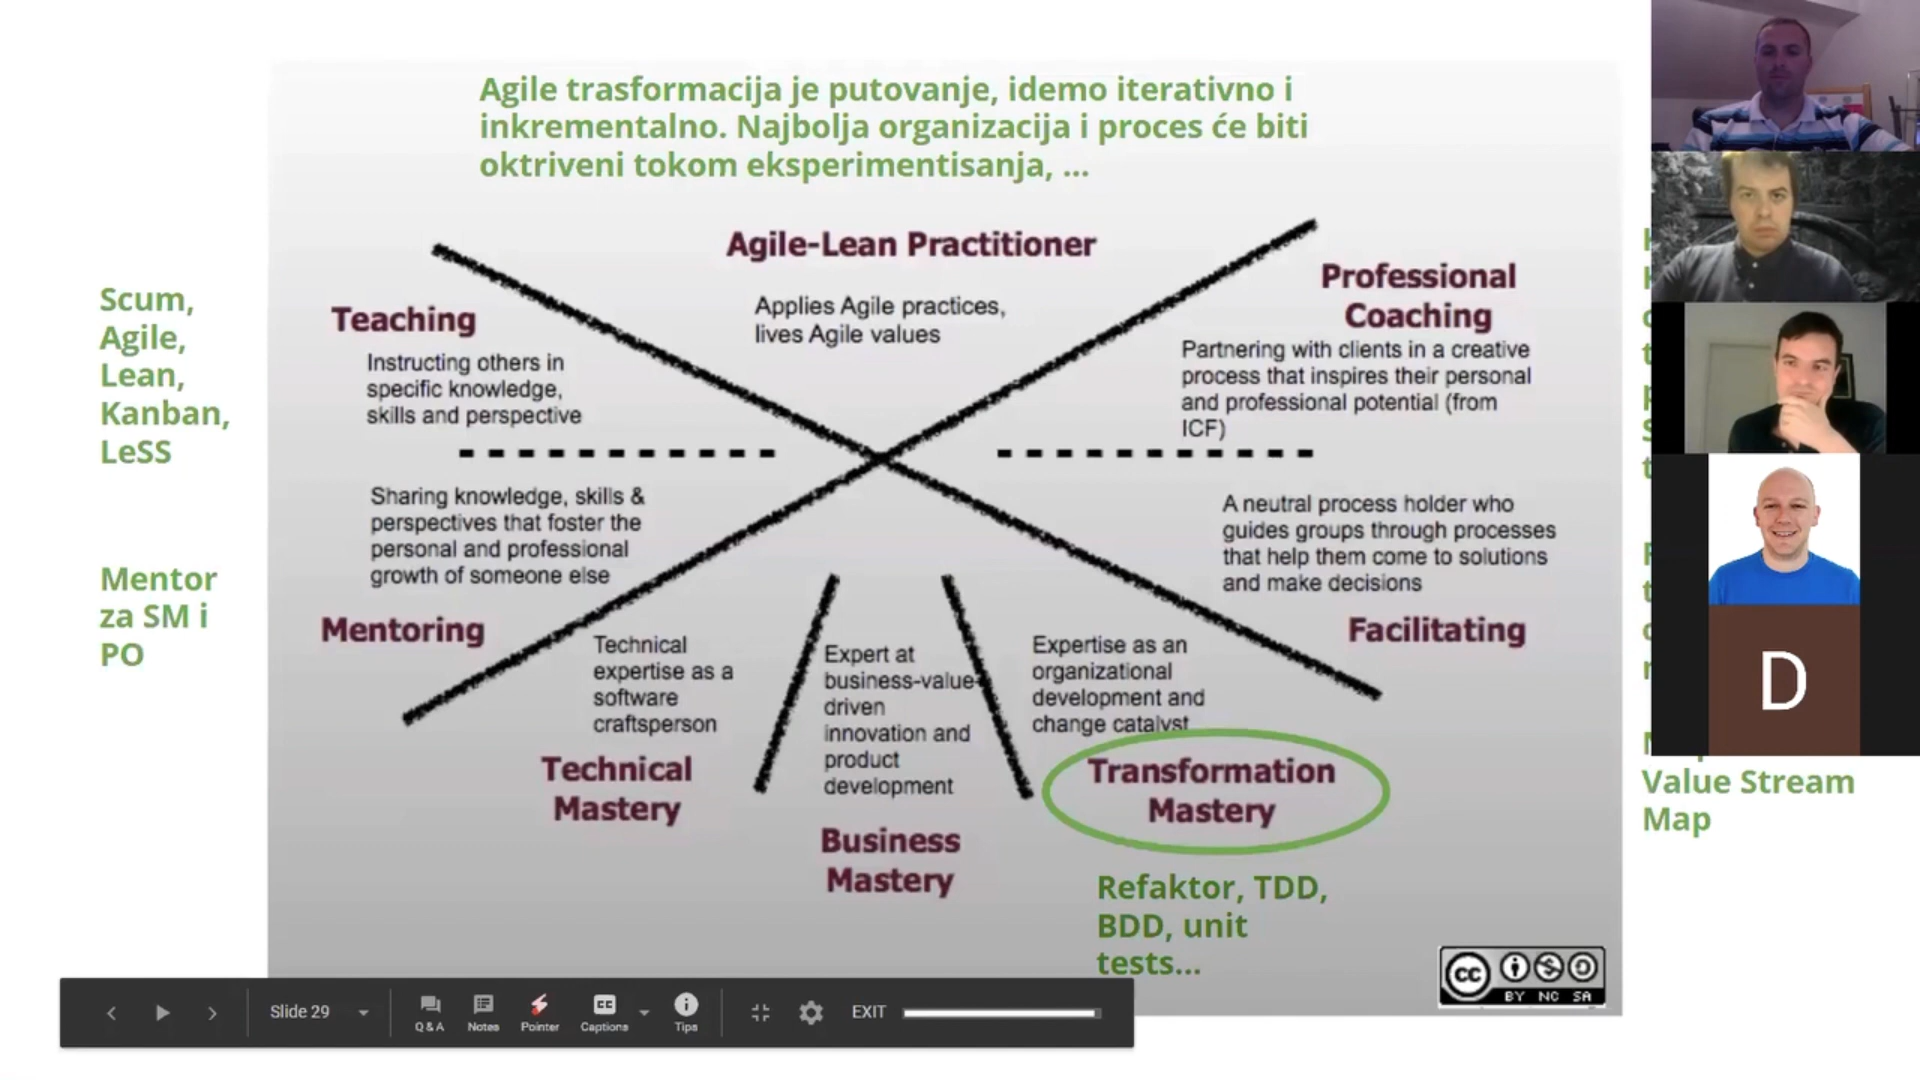 Agile trasformacija je putovanje, idemo iterativno i
inkrementalno. Najbolja organizacija i proces će biti
oktriveni tokom eksperimentisanja, ...
Agile-Lean Practitioner
Applies Agile practices,
lives Agile values
Scum,
Agile,
Lean,
Kanban,
LeSS
Teaching
Instructing others in
specific knowledge,
skills and perspective
Professional
Coaching
Partnering with clients in a creative
process that inspires their personal
and professional potential (from
ICF)
Mentor
za SM i
PO
Sharing knowledge, skills &
perspectives that foster the
personal and professional
growth of someone else
Mentoring
A neutral process holder who
guides groups through processes
that help them come to solutions
and make decisions
Facilitating
Technical
expertise as a
software
craftsperson
Technical
Mastery
Expert at
business-value-
driven
innovation and
product
development
Business
Mastery
Expertise as an
organizational
development and
change catalyst
Transformation
Mastery
Refaktor, TDD,
BDD, unit
tests...
Value Stream
Map
D
cc BY NC SA
Slide 29
Q & A
Notes
Pointer
CC
Captions
Tips
EXIT